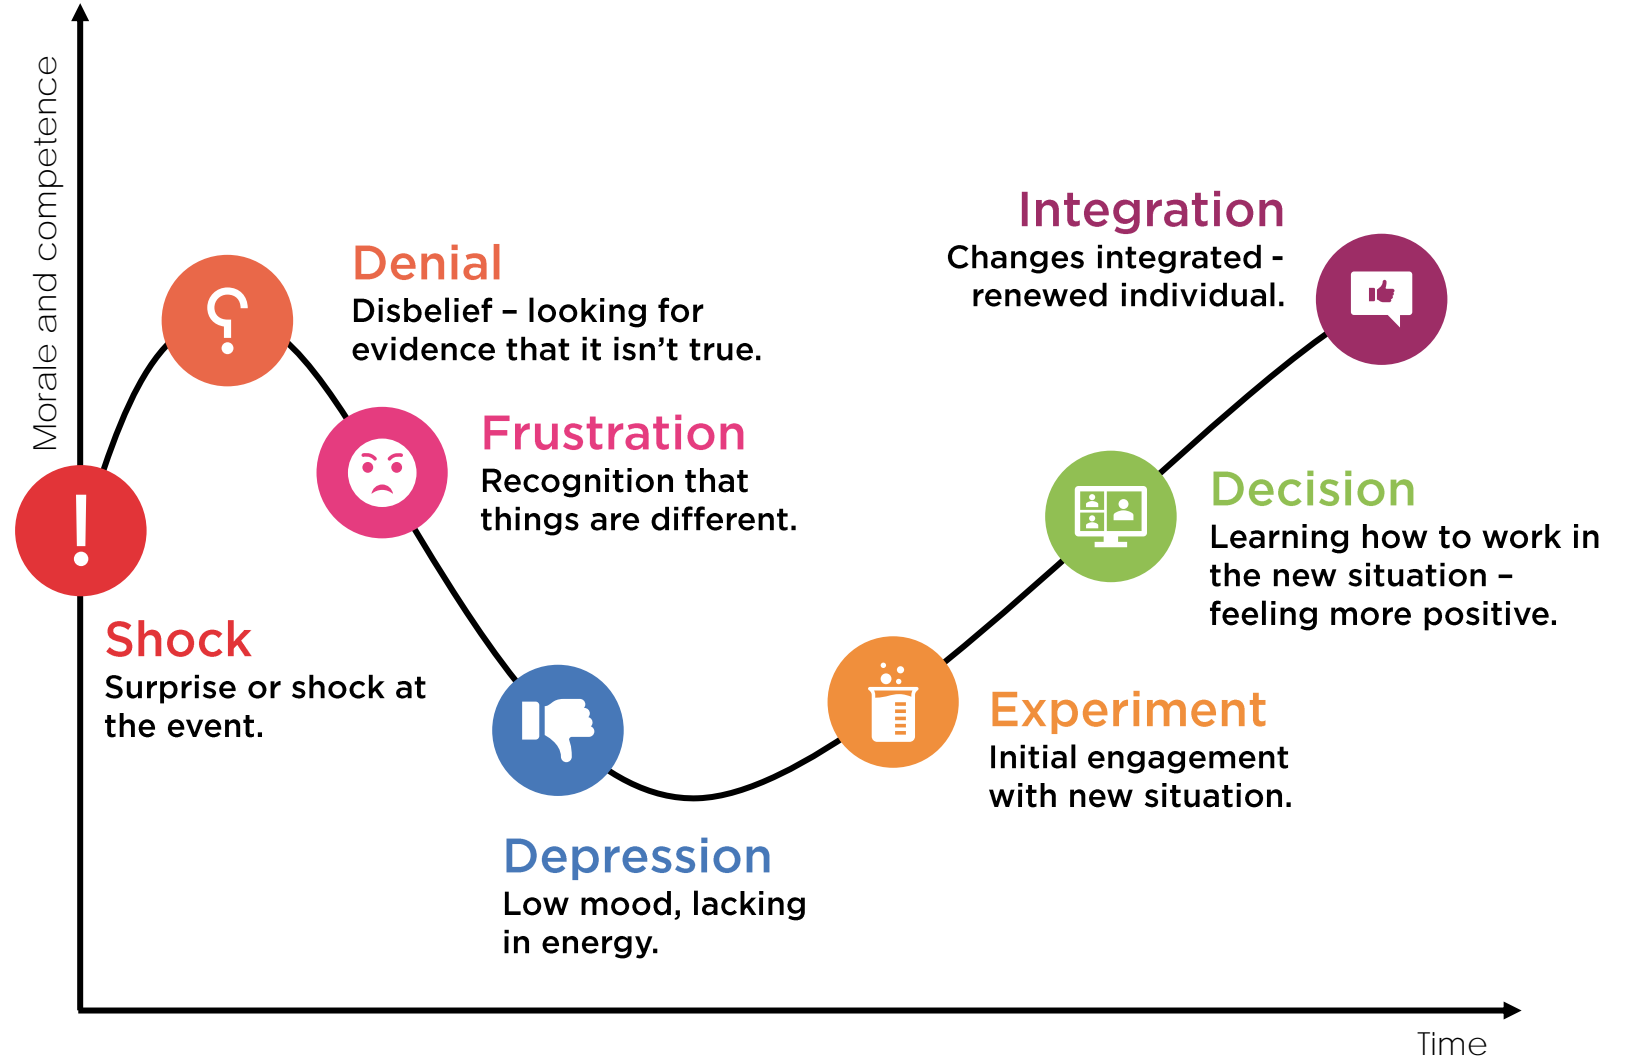 Morale and competence
Integration
Changes integrated -
renewed individual.
Denial
Disbelief – looking for
evidence that it isn’t true.
Frustration
Recognition that
things are different.
Decision
Learning how to work in
the new situation –
feeling more positive.
Shock
Surprise or shock at
the event.
Experiment
Initial engagement
with new situation.
Depression
Low mood, lacking
in energy.
Time